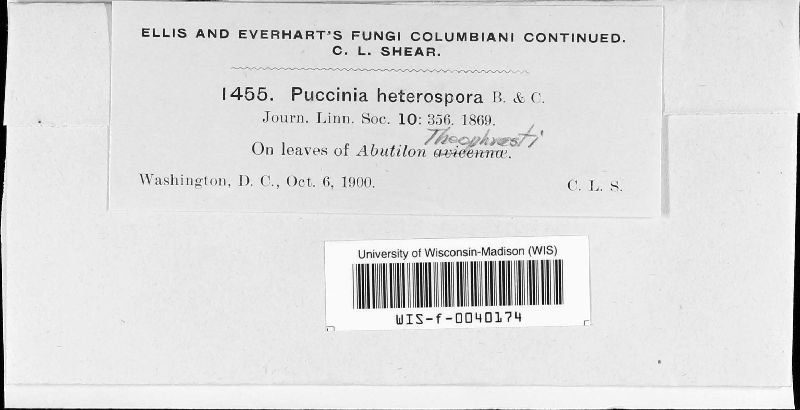 ELLIS AND EVERHART'S FUNGI COLUMBIANI CONTINUED.
C. L. SHEAR.
1455. Puccinia heterospora B. & C.
Journ. Linn. Soc. 10: 356. 1869.
Theophrasti
On leaves of Abutilon avicennæ.
Washington, D. C., Oct. 6, 1900.
C. L. S.
University of Wisconsin-Madison (WIS)
WIS-f-0040174